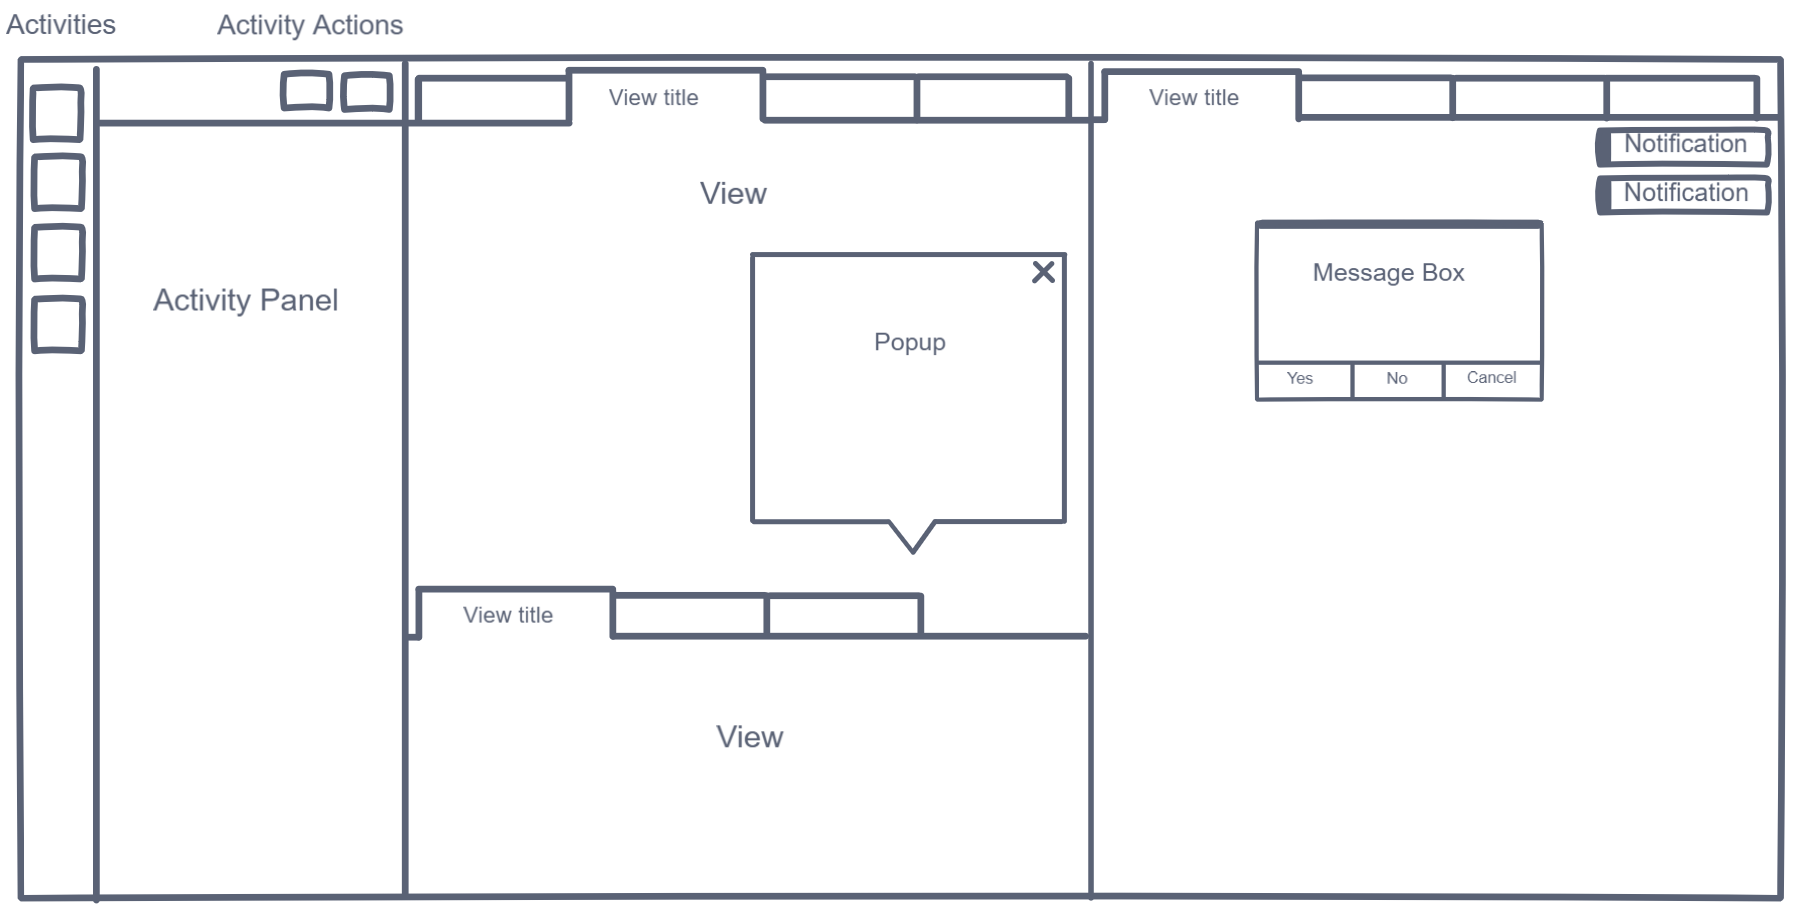 Activities
Activity Actions
View title
View title
Notification
Notification
View
Message Box
Activity Panel
Popup
Yes
No
Cancel
View title
View